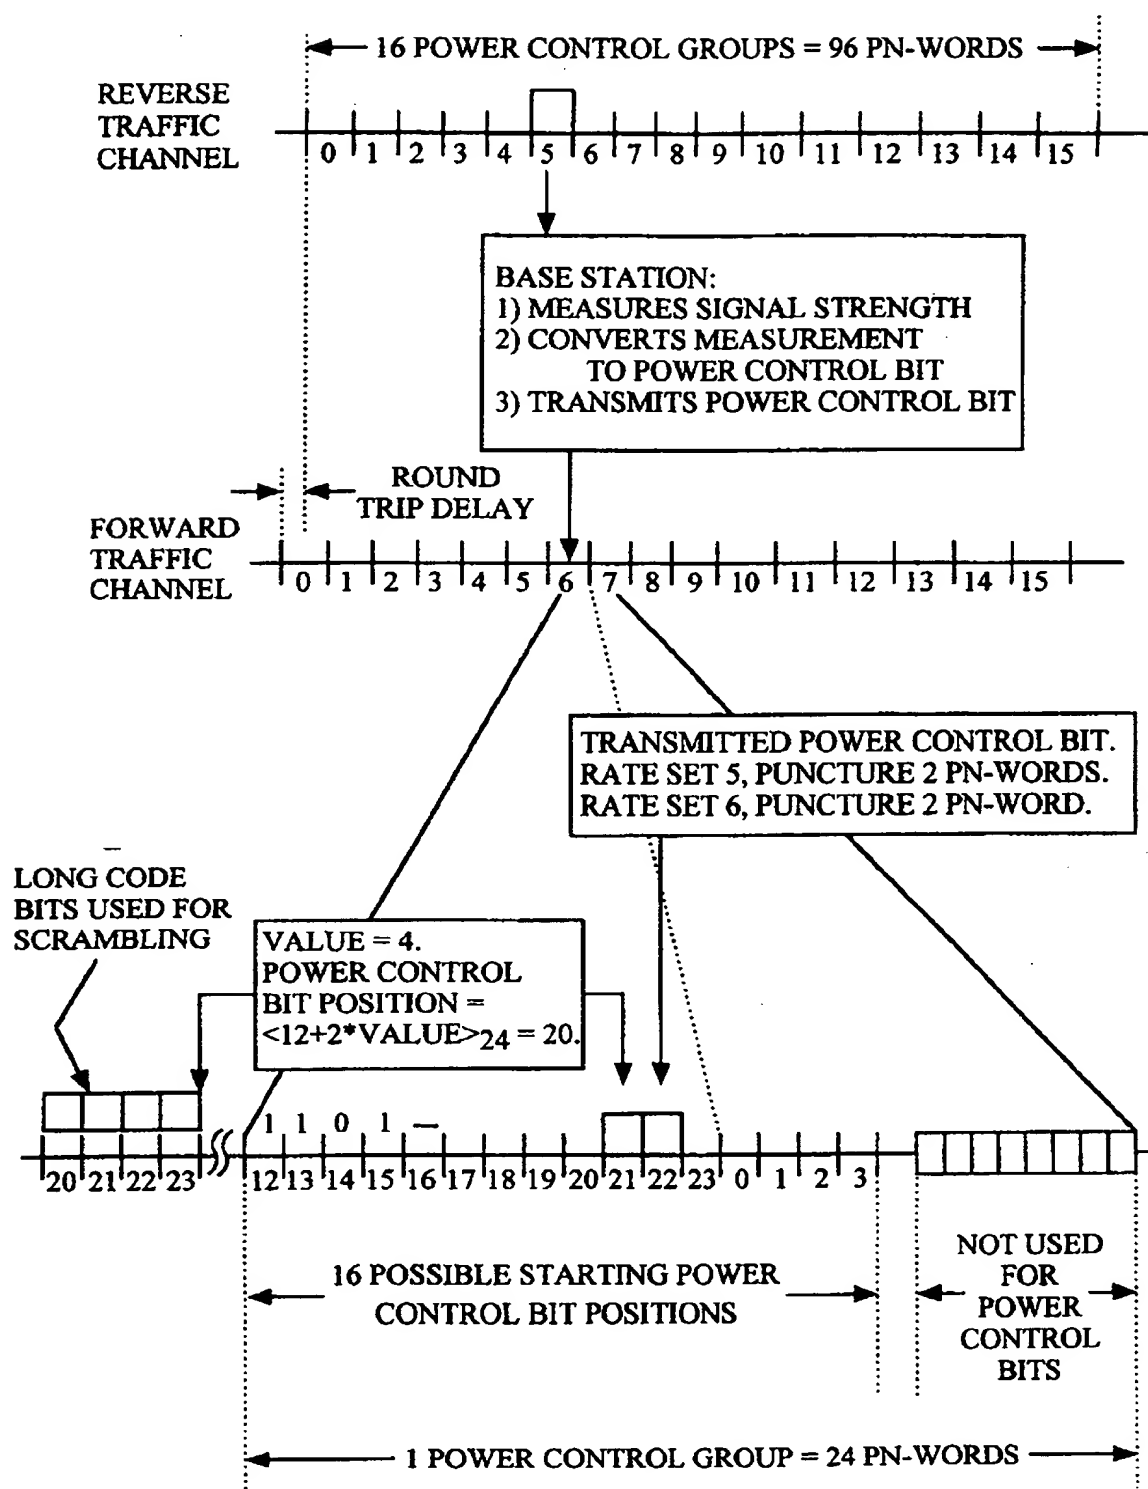 16 POWER CONTROL GROUPS = 96 PN-WORDS
REVERSE
TRAFFIC
CHANNEL
0 1 2 3 4 5 6 7 8 9 10 11 12 13 14 15
BASE STATION:
1) MEASURES SIGNAL STRENGTH
2) CONVERTS MEASUREMENT
TO POWER CONTROL BIT
3) TRANSMITS POWER CONTROL BIT
ROUND
TRIP DELAY
FORWARD
TRAFFIC
CHANNEL
0 1 2 3 4 5 6 7 8 9 10 11 12 13 14 15
TRANSMITTED POWER CONTROL BIT.
RATE SET 5, PUNCTURE 2 PN-WORDS.
RATE SET 6, PUNCTURE 2 PN-WORD.
LONG CODE
BITS USED FOR
SCRAMBLING
VALUE = 4.
POWER CONTROL
BIT POSITION =
<12+2*VALUE>24 = 20.
1 1 0 1 —
20 21 22 23 12 13 14 15 16 17 18 19 20 21 22 23 0 1 2 3
16 POSSIBLE STARTING POWER
CONTROL BIT POSITIONS
NOT USED
FOR
POWER
CONTROL
BITS
1 POWER CONTROL GROUP = 24 PN-WORDS